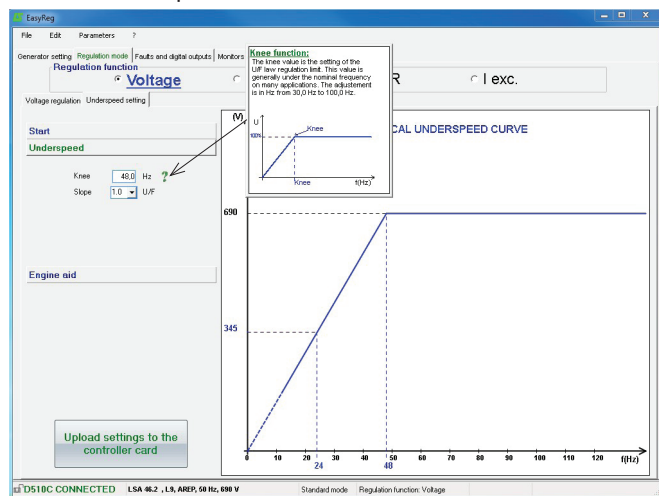 EasyReg
File Edit Parameters ?
Generator setting Regulation mode Faults and digital outputs Monitors
Regulation function
Voltage R I exc.
Voltage regulation Underspeed setting
Knee function:
The knee value is the setting of the
U/F law regulation limit. This value is
generally under the nominal frequency
on many applications. The adjustement
is in Hz from 30,0 Hz to 100,0 Hz.
U
100%
Knee
Knee f(Hz)
(V)
CAL UNDERSPEED CURVE
Start
Underspeed
Knee 48,0 Hz ?
Slope 1.0 U/F
690
Engine aid
345
Upload settings to the
controller card
0 10 20 30 40 50 60 70 80 90 100 110 120 f(Hz)
24 48
D510C CONNECTED LSA 46.2 , L9, AREP, 50 Hz, 690 V Standard mode Regulation function: Voltage